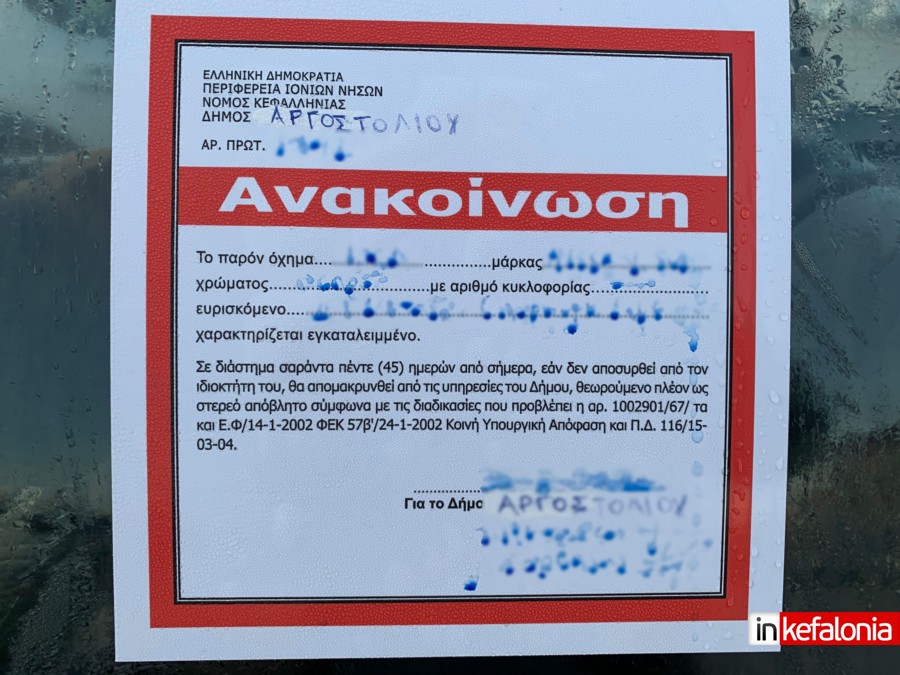 ΕΛΛΗΝΙΚΗ ΔΗΜΟΚΡΑΤΙΑ
ΠΕΡΙΦΕΡΕΙΑ ΙΟΝΙΩΝ ΝΗΣΩΝ
ΝΟΜΟΣ ΚΕΦΑΛΛΗΝΙΑΣ
ΔΗΜΟΣ ΑΡΓΟΣΤΟΛΙΟΥ
ΑΡ. ΠΡΩΤ.
Ανακοίνωση
Το παρόν όχημα.... ...............μάρκας
χρώματος.... ....με αριθμό κυκλοφορίας....
ευρισκόμενο....
χαρακτηρίζεται εγκαταλειμμένο.
Σε διάστημα σαράντα πέντε (45) ημερών από σήμερα, εάν δεν αποσυρθεί από τον
ιδιοκτήτη του, θα απομακρυνθεί από τις υπηρεσίες του Δήμου, θεωρούμενο πλέον ως
στερεό απόβλητο σύμφωνα με τις διαδικασίες που προβλέπει η αρ. 1002901/67/ τα
και Ε.Φ/14-1-2002 ΦΕΚ 57β'/24-1-2002 Κοινή Υπουργική Απόφαση και Π.Δ. 116/15-
03-04.
Για το Δήμο ΑΡΓΟΣΤΟΛΙΟΥ
inkefalonia